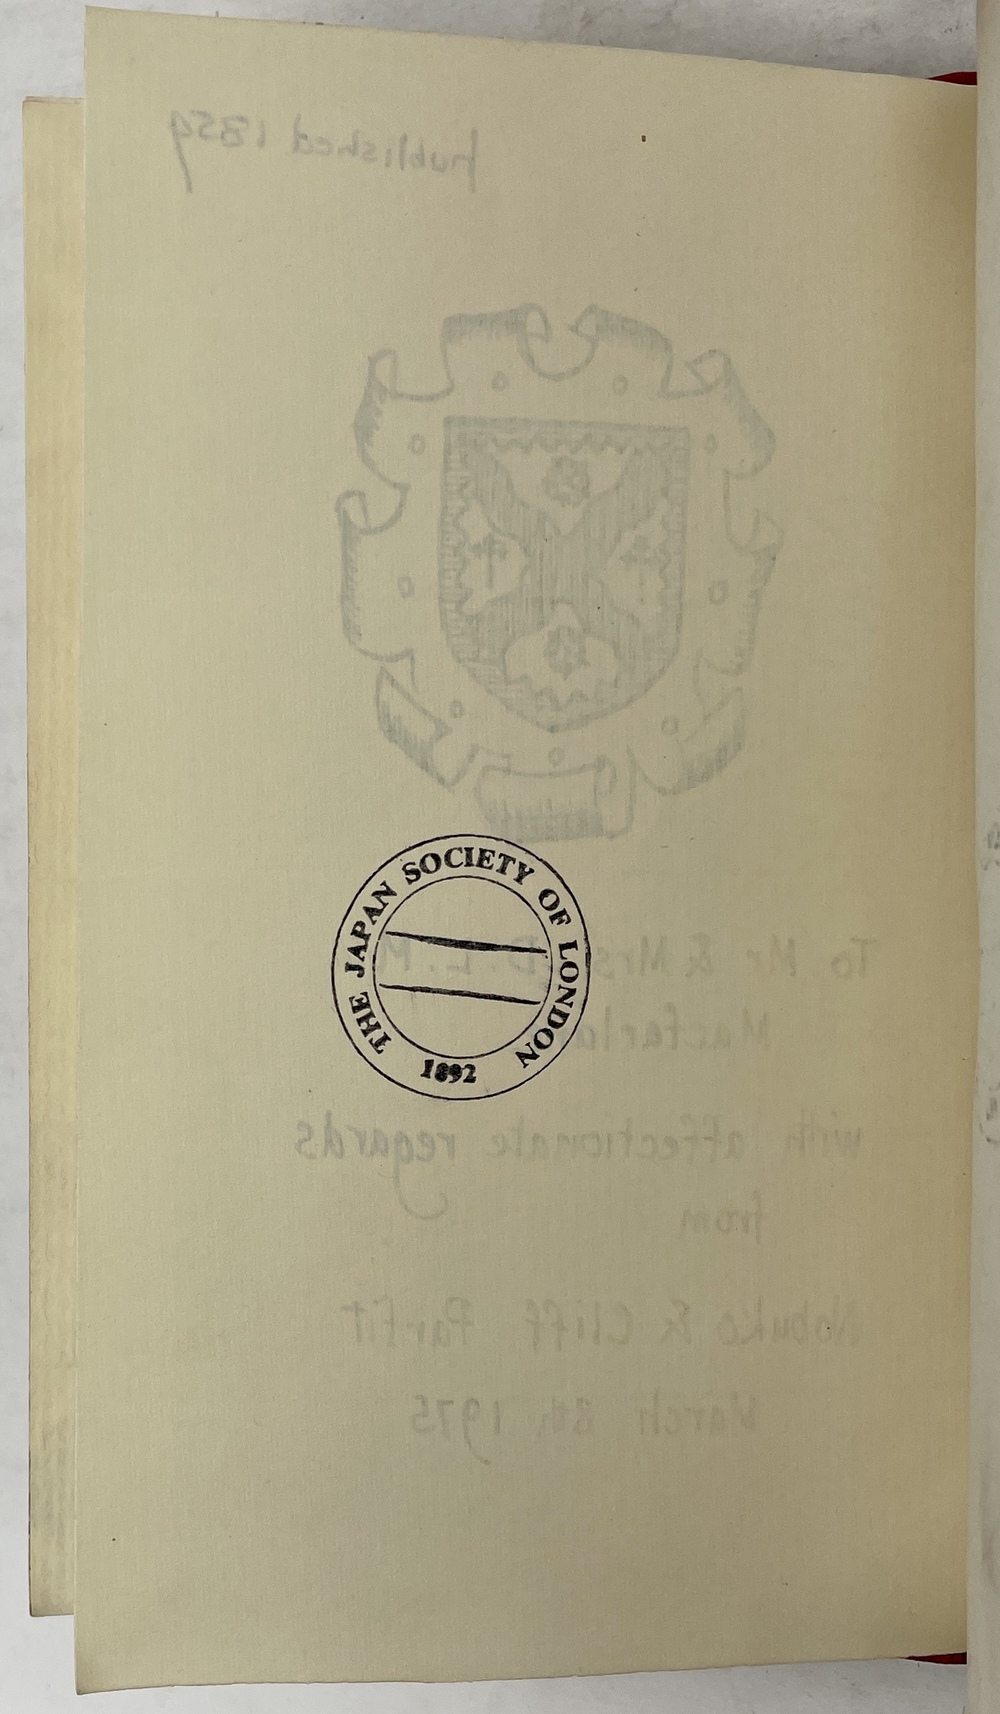 published 1859
THE JAPAN SOCIETY OF LONDON
1892
To Mr & Mrs D. L.
with affectionate regards
from
Nobuko & Cliff Parfit
March 8th 1975